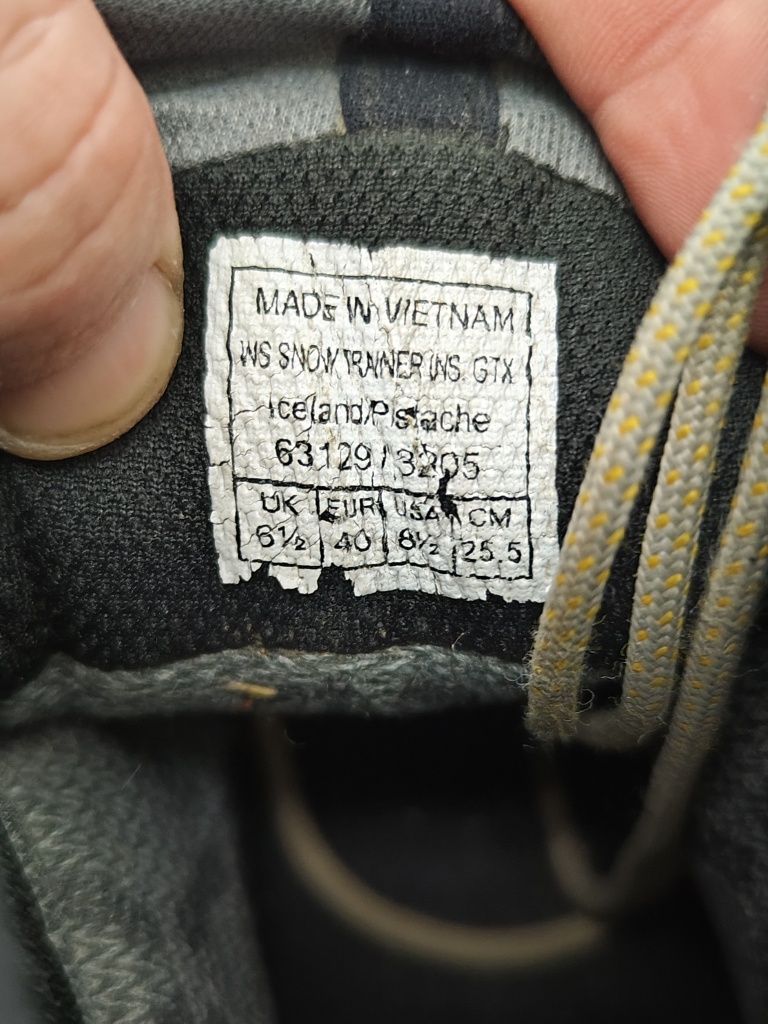 MADE IN VIETNAM
WS SNOW TRAINER INS. GTX
Iceland/Pistache
63129 / 3205
UK EUR USA CM
6½ 40 8½ 25.5